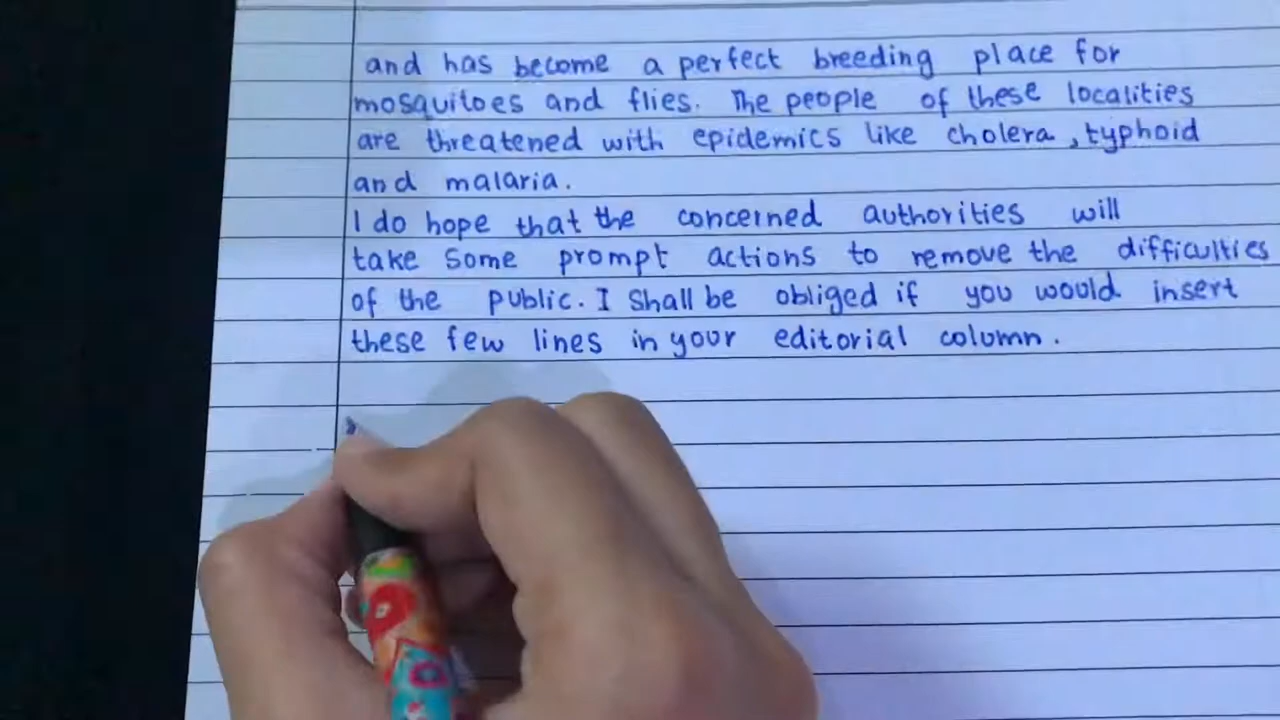 and has become a perfect breeding place for
mosquitoes and flies. The people of these localities
are threatened with epidemics like cholera, typhoid
and malaria.
I do hope that the concerned authorities will
take some prompt actions to remove the difficulties
of the public. I shall be obliged if you would insert
these few lines in your editorial column.